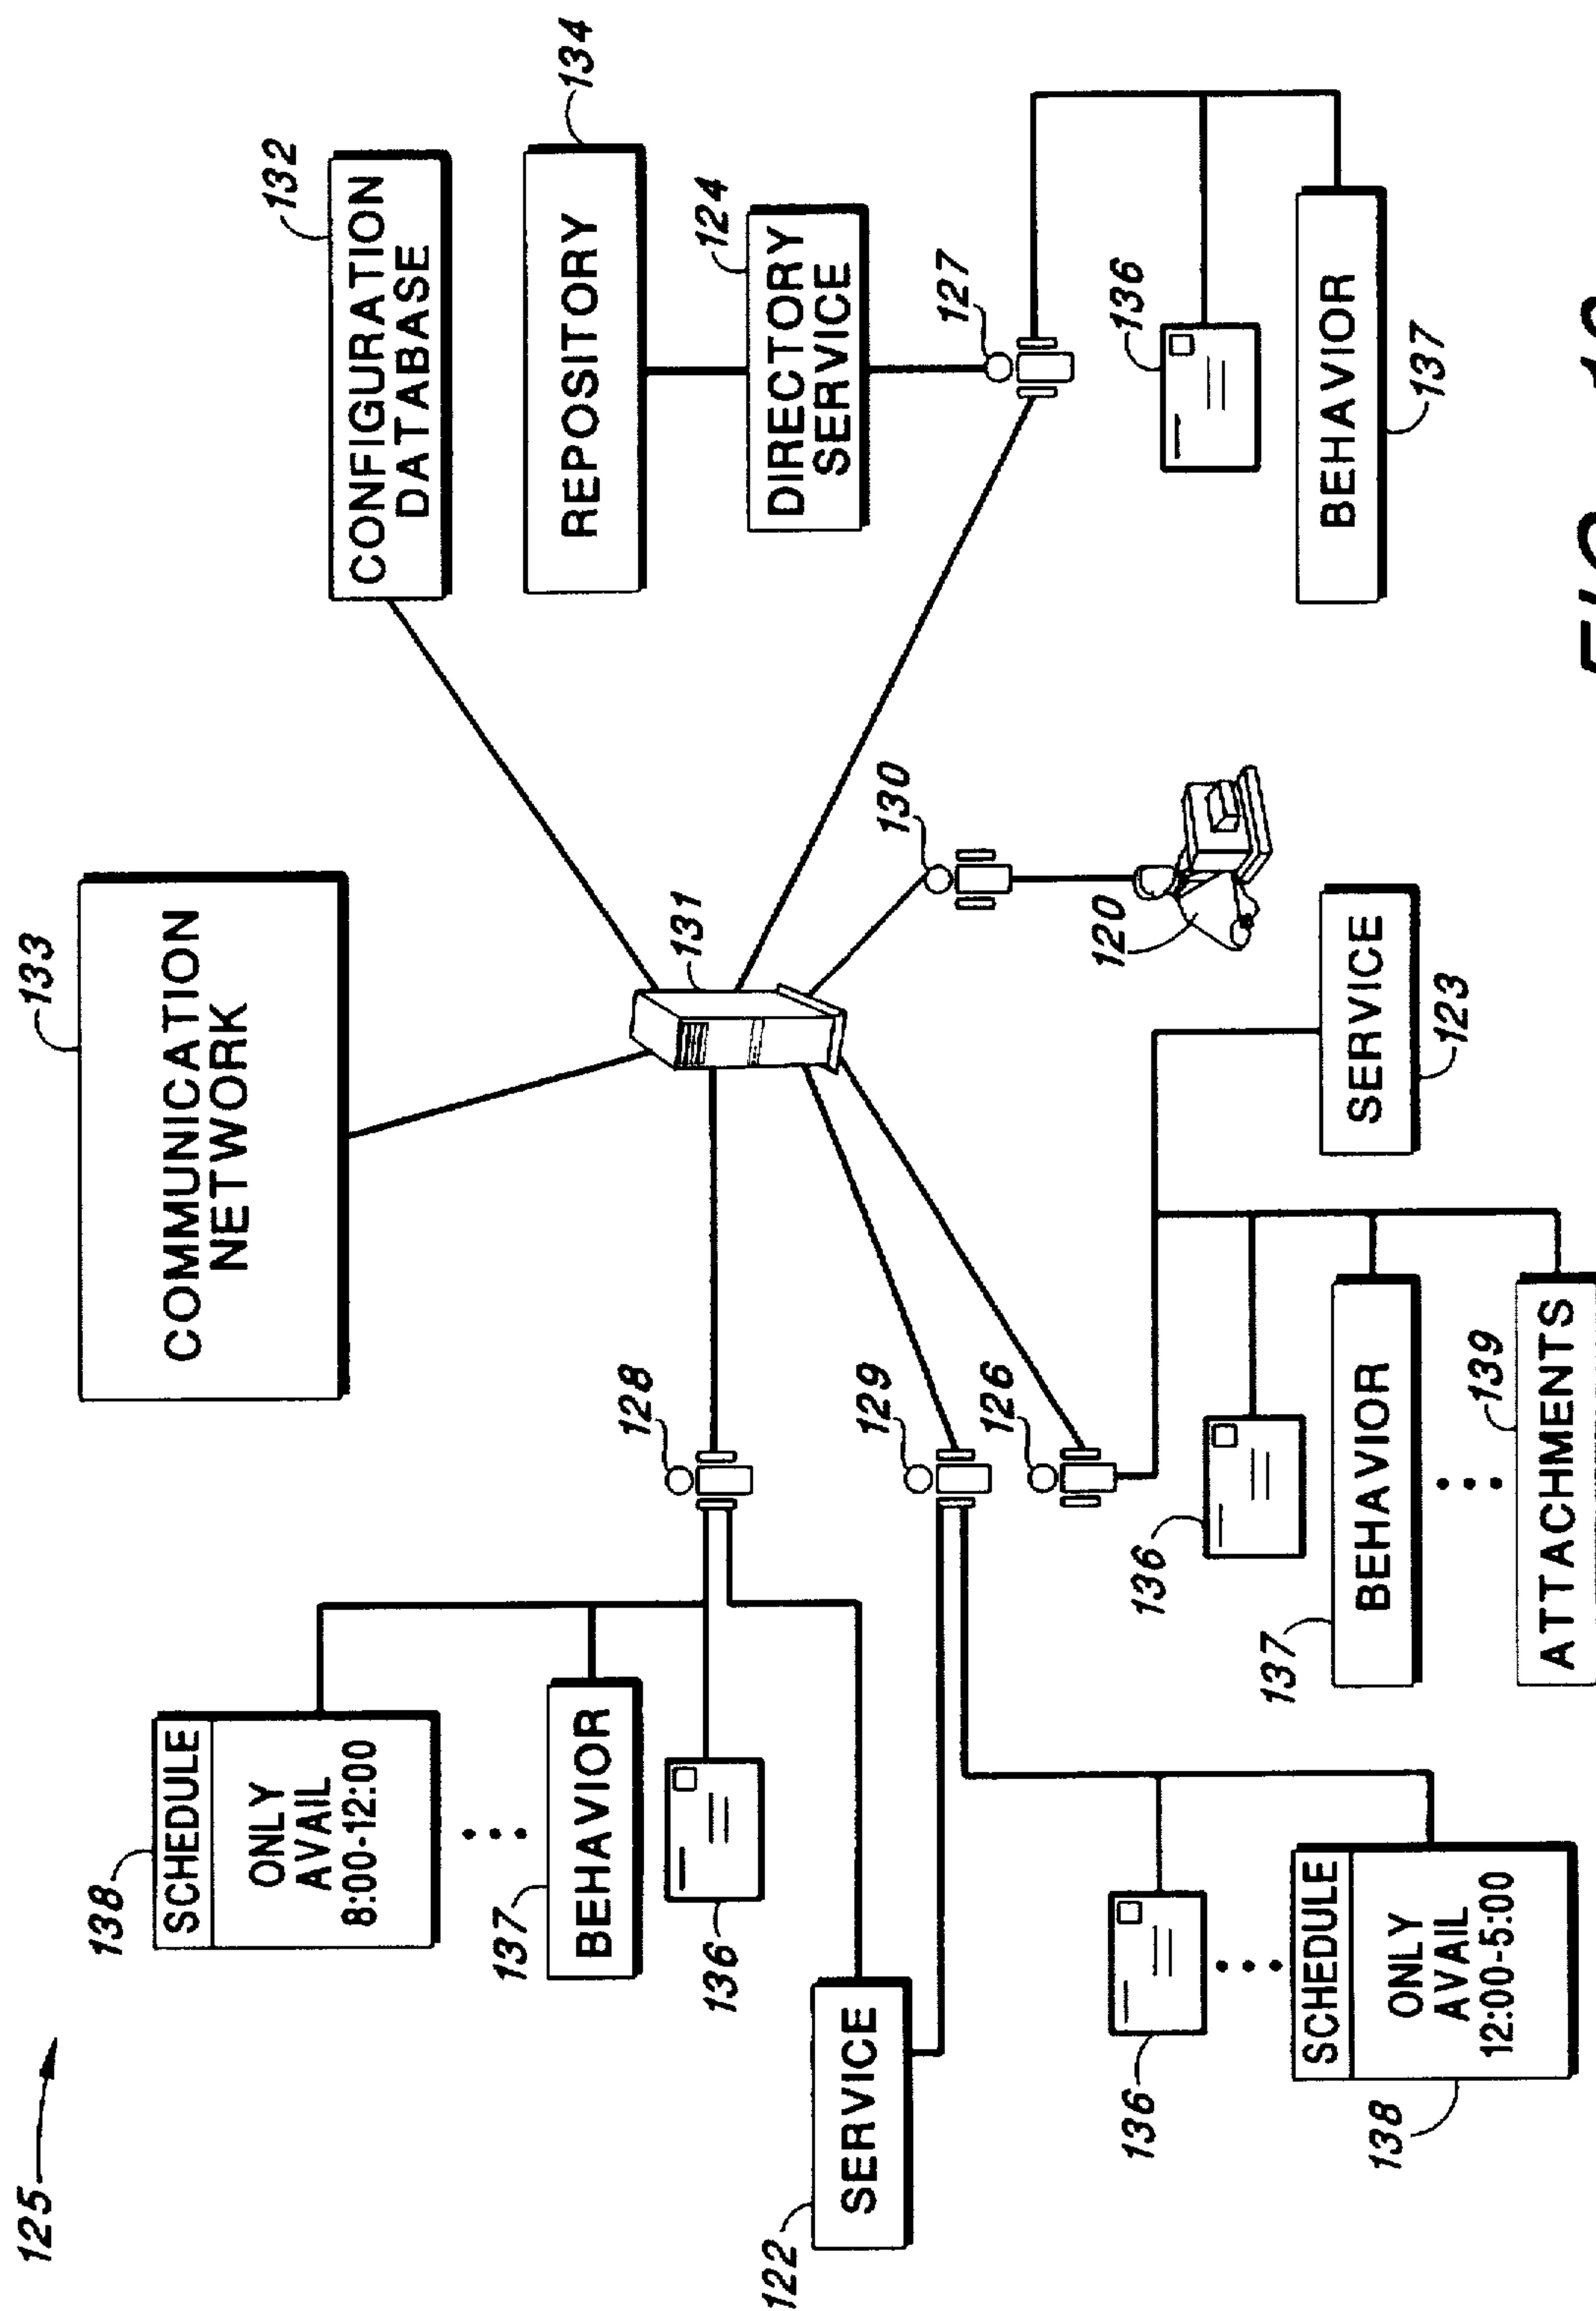 125
133
COMMUNICATION
NETWORK
132
CONFIGURATION
DATABASE
134
REPOSITORY
124
DIRECTORY
SERVICE
127
136
BEHAVIOR
137
131
130
120
128
138
SCHEDULE
ONLY
AVAIL
8:00-12:00
137
BEHAVIOR
136
122
SERVICE
129
136
138
SCHEDULE
ONLY
AVAIL
12:00-5:00
126
136
137
BEHAVIOR
139
ATTACHMENTS
SERVICE
123